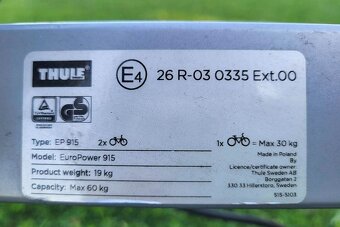 THULE
E4
26 R-03 0335 Ext.00
GS
Type: EP 915 2x
1x = Max 30 kg
Model: EuroPower 915
Product weight: 19 kg
Capacity: Max 60 kg
Made in Poland
By
Licence/certificate owner:
Thule Sweden AB
Borggatan 2
330 33 Hillerstorp, Sweden